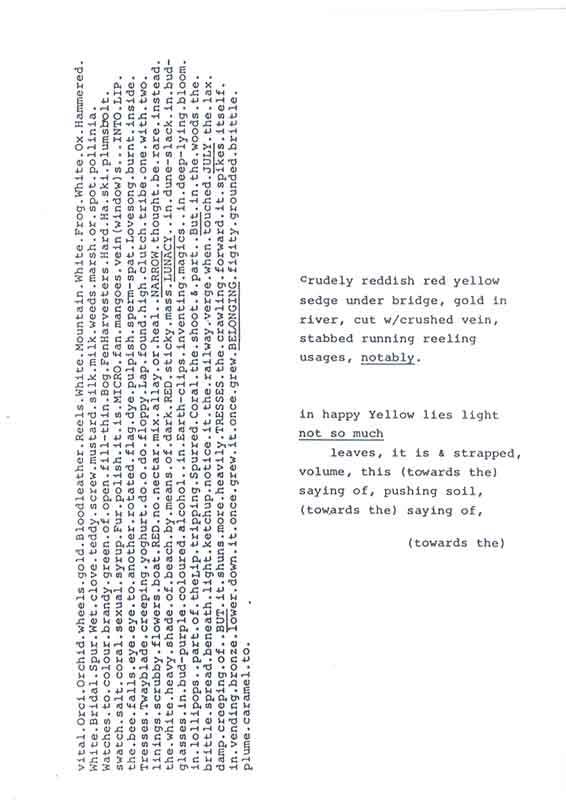 vital.Orci.Orchid.wheels.gold.Bloodleather.Reels.White.Mountain.White.Frog.White.Ox.Hammered.
White.Bridal.Spur.Wet.clove.teddy.screw.mustard.silk.milk-weeds.marsh.or.spot.pollinia.
Watches.to.colour.brandy.green.of.open.fill-thin.Bog.FenHarvesters.Hard.Ha.ski.plumsbolt.
swatch.salt.coral.sexual.syrup.Fur.polish.it.is.MICRO.fan.mangoes.vein(window)s...INTO.LIP.
the.bee.falls.eye.eye.to.another.rotated.flag.dye.pulpish.sperm-spat.Lovesong.burnt.inside.
Tresses.Twayblade.creeping.yoghurt.do.o.do.floppy.Lap.found.high.clutch.tribe.one.with.two.
linings.scrubby.flowers.boat.RED.no.nectar.mix.allay.or.heal..NARROW.thought.be.rare.instead.
the.white.heavy.shade.of.beach.by.means.of.dark.RED.sticky.mass.LUNACY..in.dune-slack.in.bud-
glasses.in.bud-purple.coloured.alcohol..in.Earth-clips.inventing.magics..in.deep-lying.bloom.
in.lollipops..part.of.theLip.tripping.Spurred.Coral.the.shoot.&.part..But.in.the.woods.the.
brittle.spread.beneath.light.ketchup.notice.it.the.railway.verge.when.touched.JULY.the.lax.
damp.creeping.of..BUT.it.shuns.more.heavily.TRESSES.the.crawling.forward.it.spikes.itself.
in.vending.bronze.lower.down.it.once.grew.it.once.grew.BELONGING.figity.grounded.brittle.
plume.caramel.to.
crudely reddish red yellow
sedge under bridge, gold in
river, cut w/crushed vein,
stabbed running reeling
usages, notably.
in happy Yellow lies light
not so much
leaves, it is & strapped,
volume, this (towards the)
saying of, pushing soil,
(towards the) saying of,
(towards the)